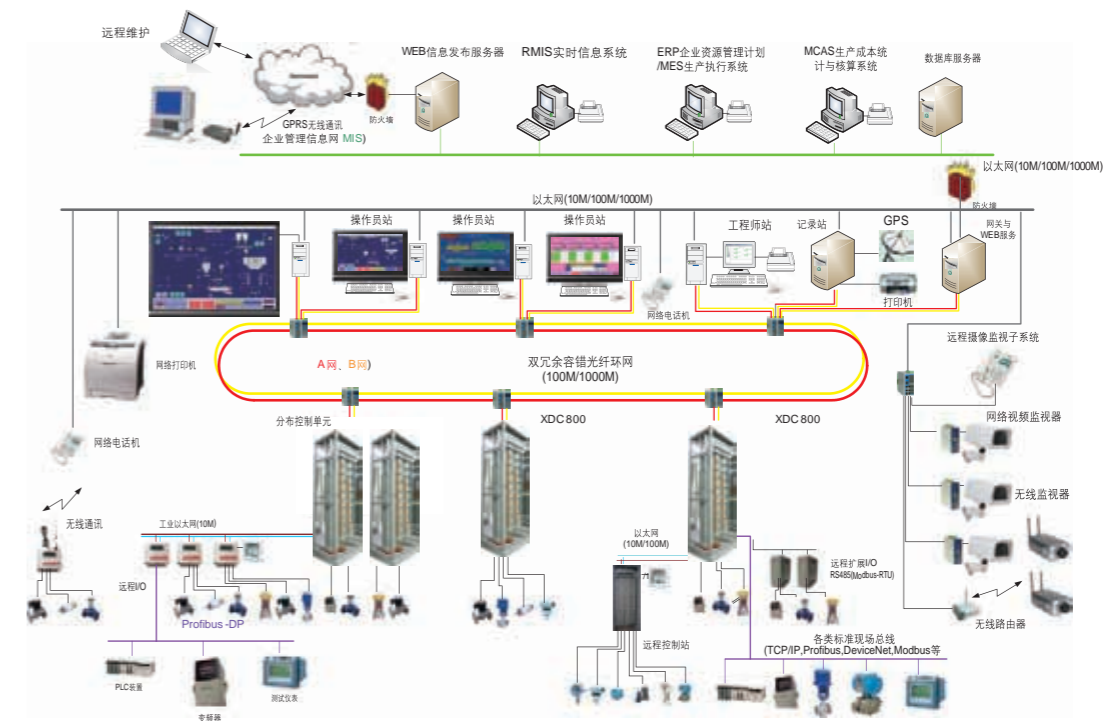 远程维护
WEB信息发布服务器
RMIS实时信息系统
ERP企业资源管理计划
/MES生产执行系统
MCAS生产成本统
计与核算系统
数据库服务器
防火墙
GPRS无线通讯
企业管理信息网 MIS)
以太网(10M/100M/1000M)
以太网(10M/100M/1000M)
防火墙
操作员站
操作员站
操作员站
工程师站
记录站
GPS
网关与
WEB服务
网络电话机
打印机
远程摄像监视子系统
网络打印机
A网、B网)
双冗余容错光纤环网
(100M/1000M)
分布控制单元
XDC800
XDC800
网络电话机
网络视频监视器
无线监视器
无线通讯
工业以太网(10M)
以太网
(10M/100M)
远程扩展I/O
RS485(Modbus-RTU)
远程I/O
Profibus -DP
无线路由器
远程控制站
各类标准现场总线
(TCP/IP,Profibus,DeviceNet,Modbus等
PLC装置
变频器
测试仪表